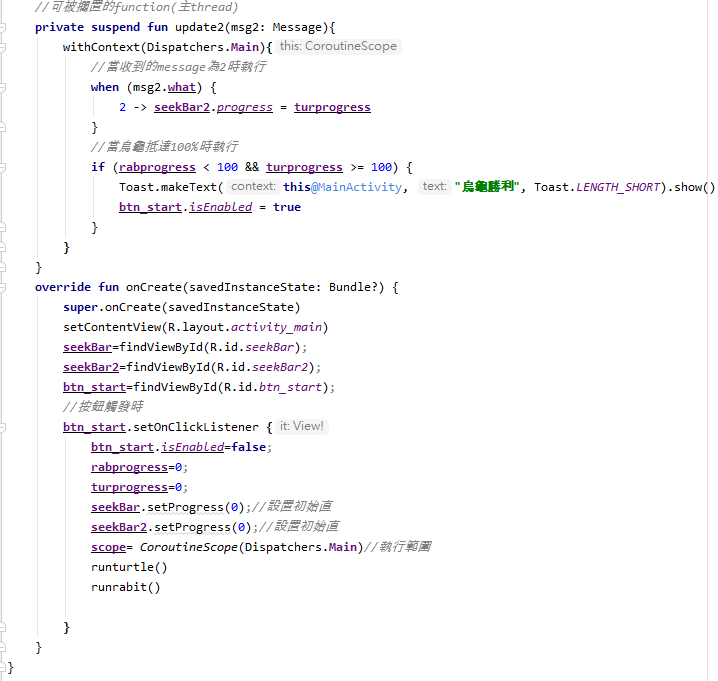 //可被擱置的function(主thread)
private suspend fun update2(msg2: Message){
withContext(Dispatchers.Main){ this: CoroutineScope
//當收到的message為2時執行
when (msg2.what) {
2 -> seekBar2.progress = turprogress
}
//當烏龜抵達100%時執行
if (rabprogress < 100 && turprogress >= 100) {
Toast.makeText( context: this@MainActivity, text: "烏龜勝利", Toast.LENGTH_SHORT).show()
btn_start.isEnabled = true
}
}
}
override fun onCreate(savedInstanceState: Bundle?) {
super.onCreate(savedInstanceState)
setContentView(R.layout.activity_main)
seekBar=findViewById(R.id.seekBar);
seekBar2=findViewById(R.id.seekBar2);
btn_start=findViewById(R.id.btn_start);
//按鈕觸發時
btn_start.setOnClickListener { it: View!
btn_start.isEnabled=false;
rabprogress=0;
turprogress=0;
seekBar.setProgress(0);//設置初始直
seekBar2.setProgress(0);//設置初始直
scope= CoroutineScope(Dispatchers.Main)//執行範圍
runturtle()
runrabit()
}
}
}